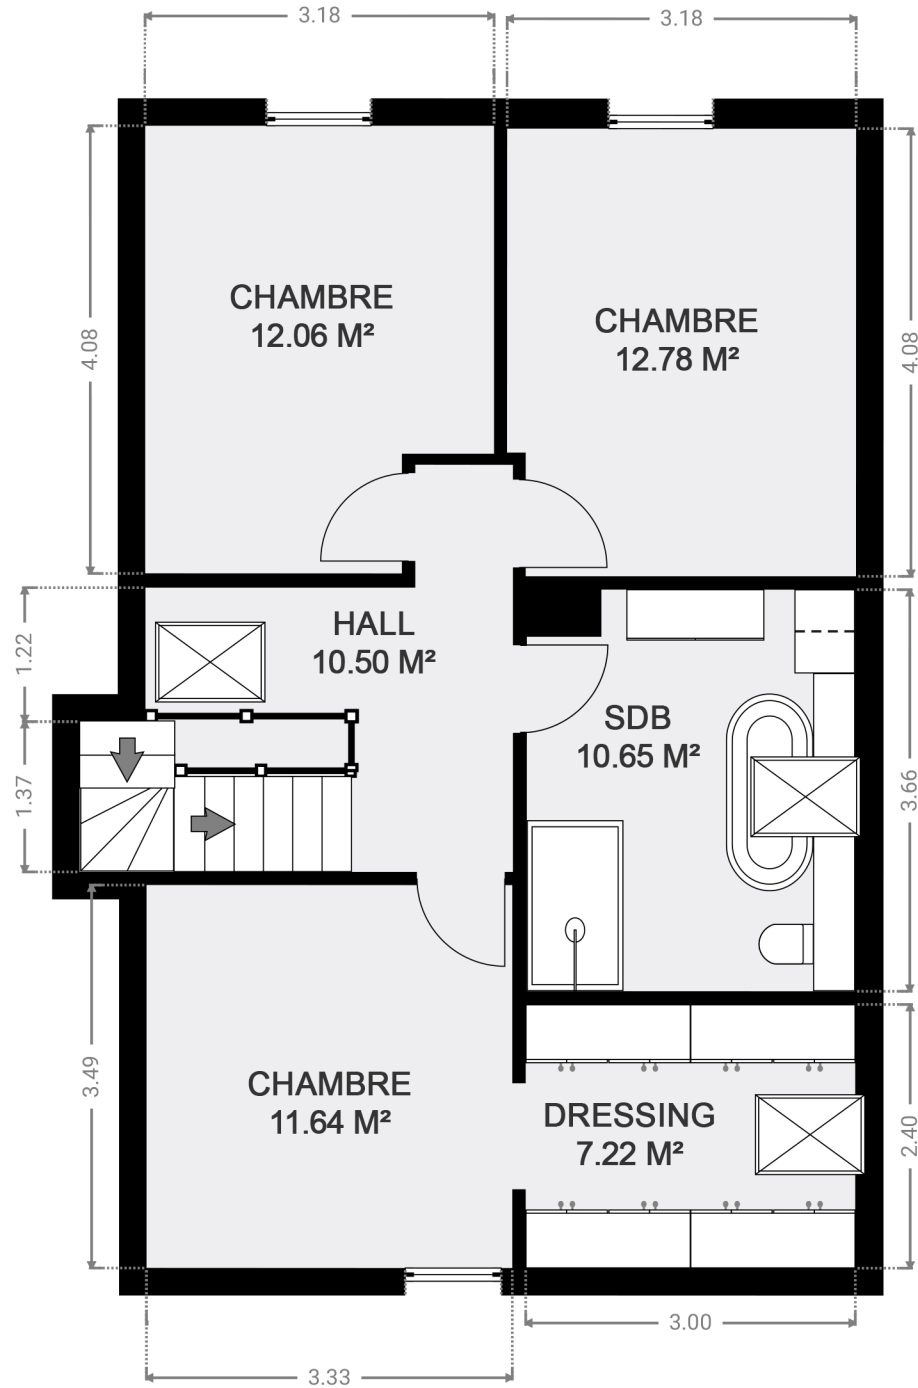 3.18
3.18
4.08
4.08
CHAMBRE
12.06 M²
CHAMBRE
12.78 M²
1.22
HALL
10.50 M²
1.37
SDB
10.65 M²
3.66
3.49
CHAMBRE
11.64 M²
DRESSING
7.22 M²
2.40
3.00
3.33